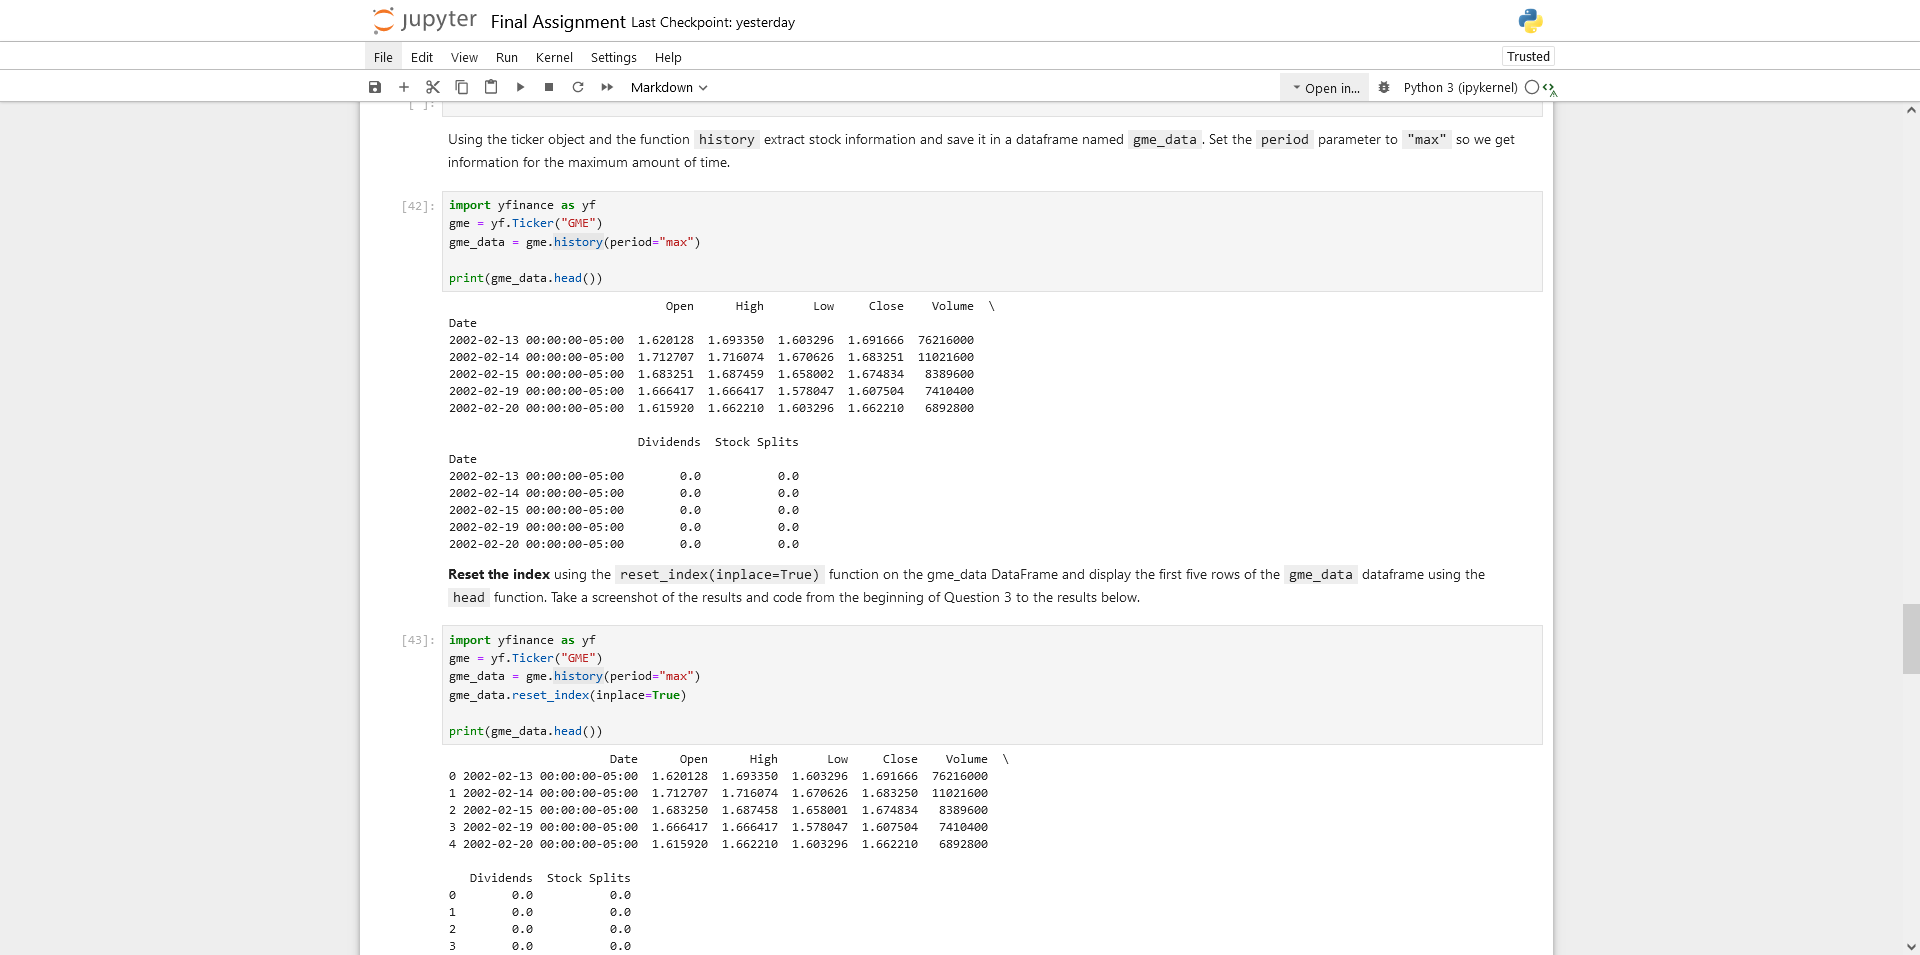 jupyter Final Assignment Last Checkpoint: yesterday
File Edit View Run Kernel Settings Help Trusted
Markdown Open in... Python 3 (ipykernel)
[ ]:
Using the ticker object and the function history extract stock information and save it in a dataframe named gme_data. Set the period parameter to "max" so we get
information for the maximum amount of time.
[42]: import yfinance as yf
gme = yf.Ticker("GME")
gme_data = gme.history(period="max")
print(gme_data.head())
Open High Low Close Volume \
Date
2002-02-13 00:00:00-05:00 1.620128 1.693350 1.603296 1.691666 76216000
2002-02-14 00:00:00-05:00 1.712707 1.716074 1.670626 1.683251 11021600
2002-02-15 00:00:00-05:00 1.683251 1.687459 1.658002 1.674834 8389600
2002-02-19 00:00:00-05:00 1.666417 1.666417 1.578047 1.607504 7410400
2002-02-20 00:00:00-05:00 1.615920 1.662210 1.603296 1.662210 6892800
Dividends Stock Splits
Date
2002-02-13 00:00:00-05:00 0.0 0.0
2002-02-14 00:00:00-05:00 0.0 0.0
2002-02-15 00:00:00-05:00 0.0 0.0
2002-02-19 00:00:00-05:00 0.0 0.0
2002-02-20 00:00:00-05:00 0.0 0.0
Reset the index using the reset_index(inplace=True) function on the gme_data DataFrame and display the first five rows of the gme_data dataframe using the
head function. Take a screenshot of the results and code from the beginning of Question 3 to the results below.
[43]: import yfinance as yf
gme = yf.Ticker("GME")
gme_data = gme.history(period="max")
gme_data.reset_index(inplace=True)
print(gme_data.head())
Date Open High Low Close Volume \
0 2002-02-13 00:00:00-05:00 1.620128 1.693350 1.603296 1.691666 76216000
1 2002-02-14 00:00:00-05:00 1.712707 1.716074 1.670626 1.683250 11021600
2 2002-02-15 00:00:00-05:00 1.683250 1.687458 1.658001 1.674834 8389600
3 2002-02-19 00:00:00-05:00 1.666417 1.666417 1.578047 1.607504 7410400
4 2002-02-20 00:00:00-05:00 1.615920 1.662210 1.603296 1.662210 6892800
Dividends Stock Splits
0 0.0 0.0
1 0.0 0.0
2 0.0 0.0
3 0.0 0.0